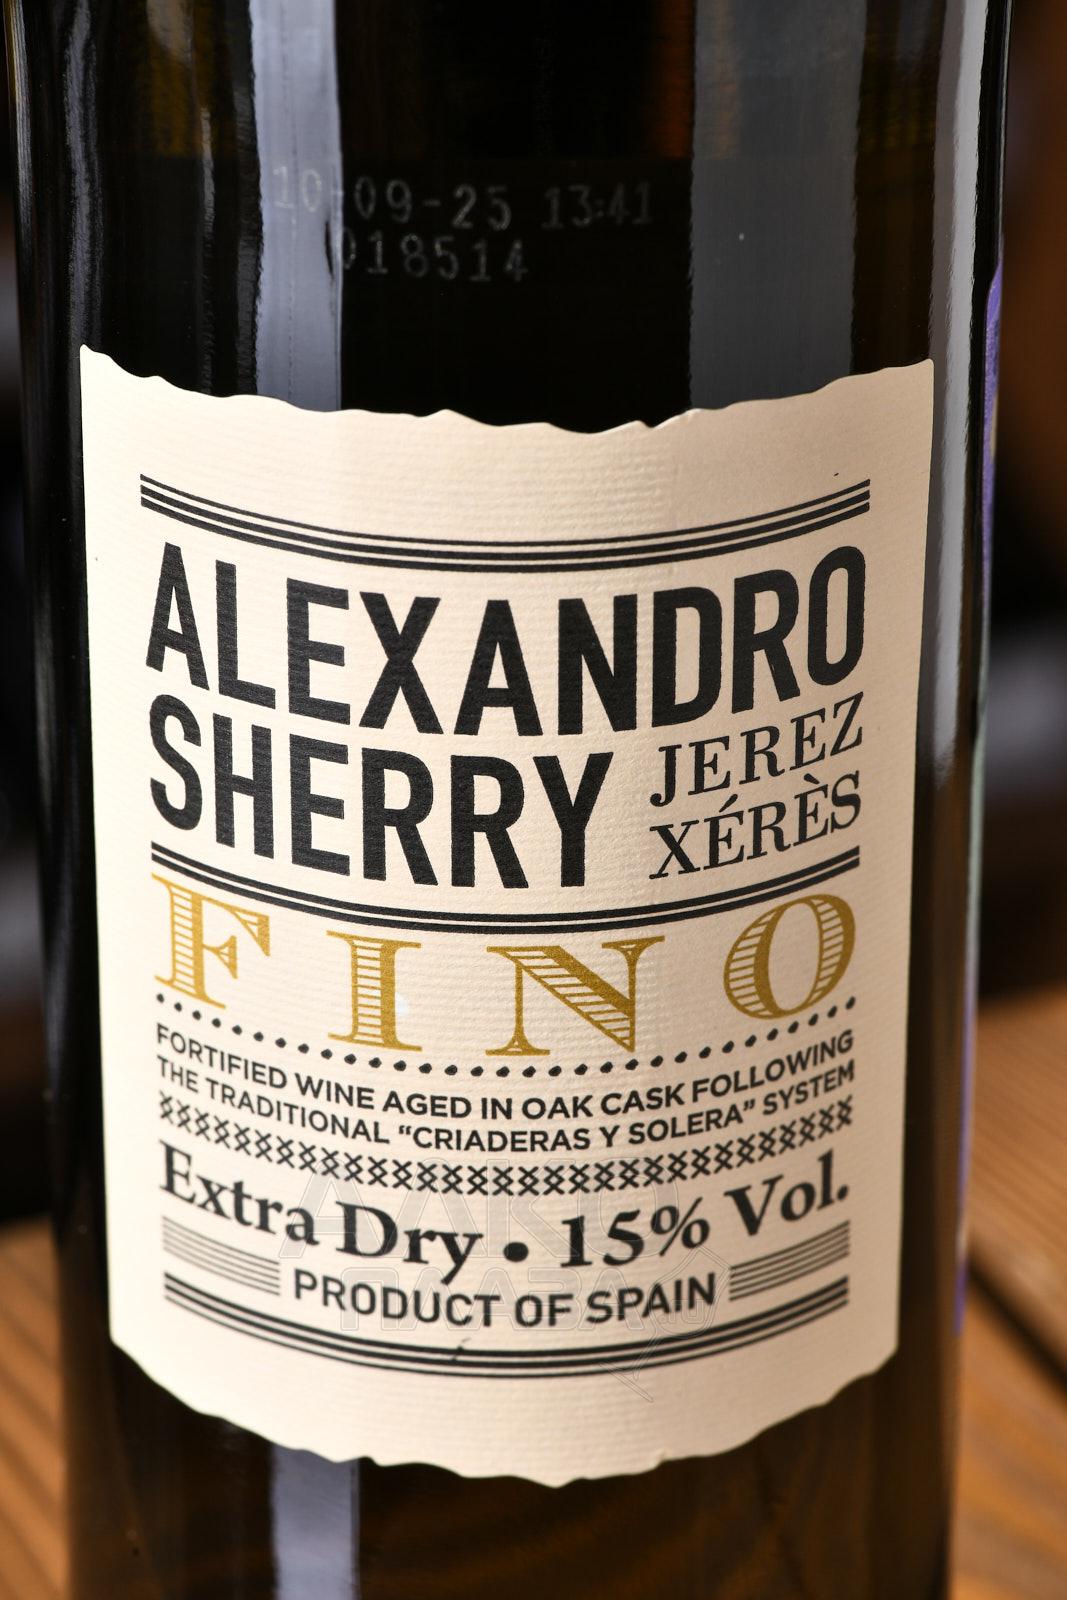 10-09-25 13:41
018514
ALEXANDRO
SHERRY
JEREZ
XÉRÈS
FINO
FORTIFIED WINE AGED IN OAK CASK FOLLOWING
THE TRADITIONAL “CRIADERAS Y SOLERA” SYSTEM
Extra Dry • 15% Vol.
PRODUCT OF SPAIN